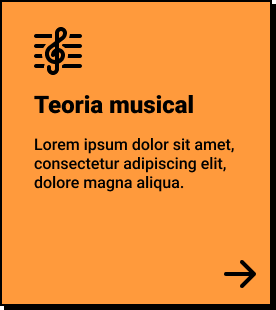 Teoria musical
Lorem ipsum dolor sit amet,
consectetur adipiscing elit,
dolore magna aliqua.